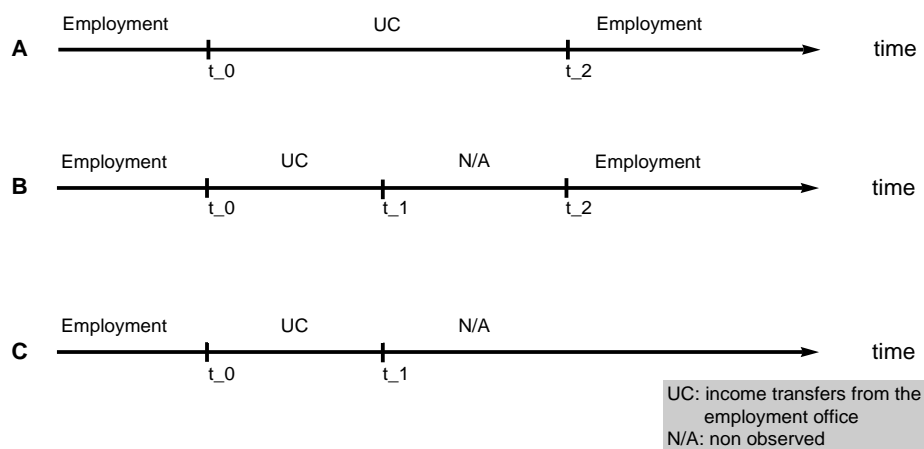 Employment UC Employment
A time
t_0 t_2
Employment UC N/A Employment
B time
t_0 t_1 t_2
Employment UC N/A
C time
t_0 t_1
UC: income transfers from the
employment office
N/A: non observed